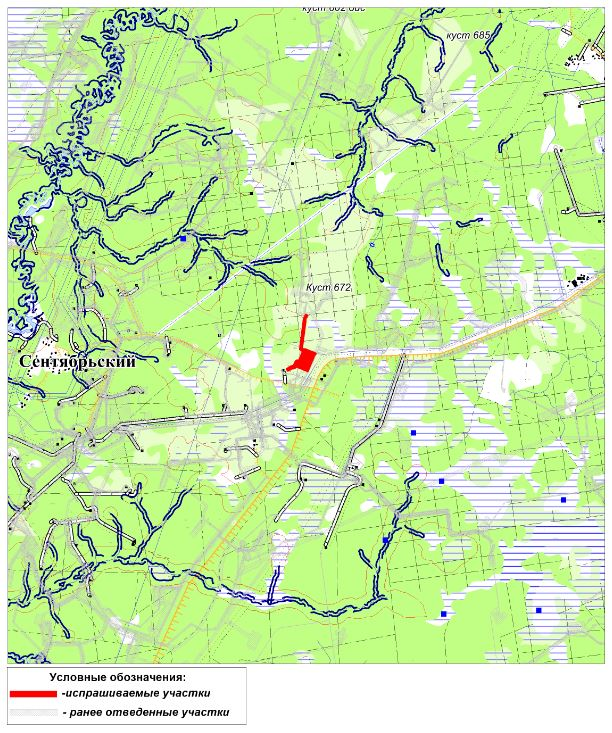 куст 685
Куст 672
Сентябрьский
Условные обозначения:
-испрашиваемые участки
- ранее отведенные участки